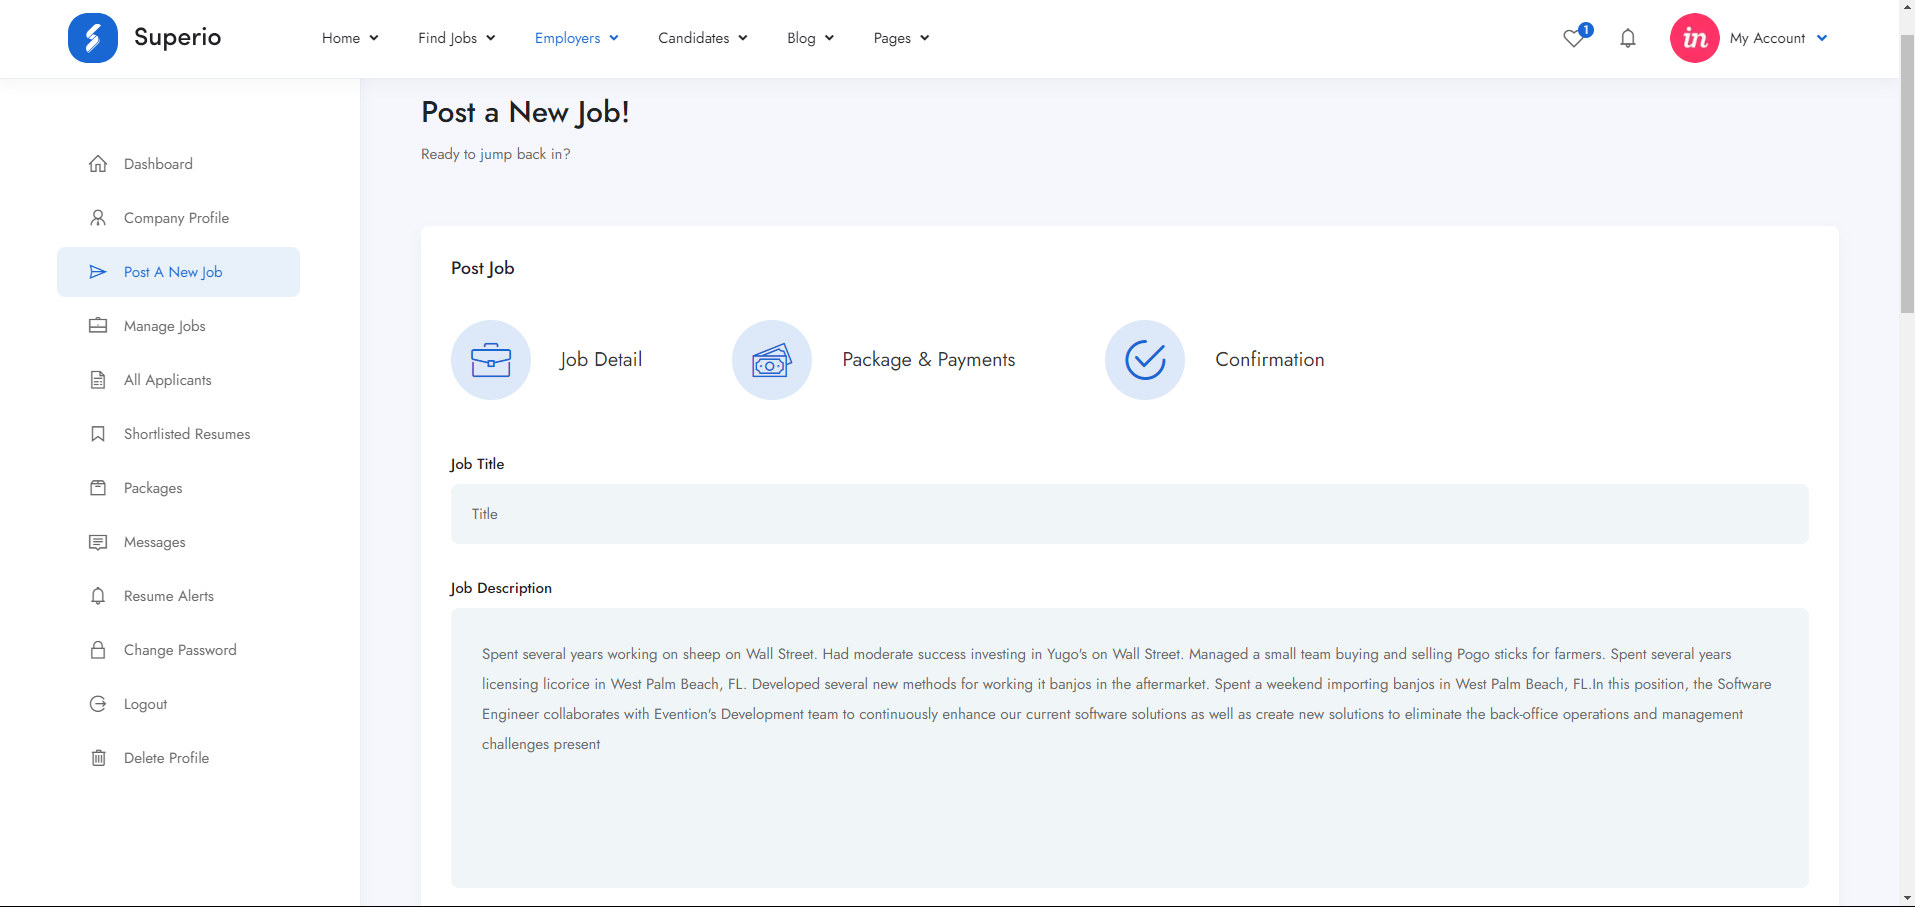 Superio
Home
Find Jobs
Employers
Candidates
Blog
Pages
1
in
My Account
Dashboard
Company Profile
Post A New Job
Manage Jobs
All Applicants
Shortlisted Resumes
Packages
Messages
Resume Alerts
Change Password
Logout
Delete Profile
Post a New Job!
Ready to jump back in?
Post Job
Job Detail
Package & Payments
Confirmation
Job Title
Title
Job Description
Spent several years working on sheep on Wall Street. Had moderate success investing in Yugo's on Wall Street. Managed a small team buying and selling Pogo sticks for farmers. Spent several years
licensing licorice in West Palm Beach, FL. Developed several new methods for working it banjos in the aftermarket. Spent a weekend importing banjos in West Palm Beach, FL.In this position, the Software
Engineer collaborates with Evention's Development team to continuously enhance our current software solutions as well as create new solutions to eliminate the back-office operations and management
challenges present